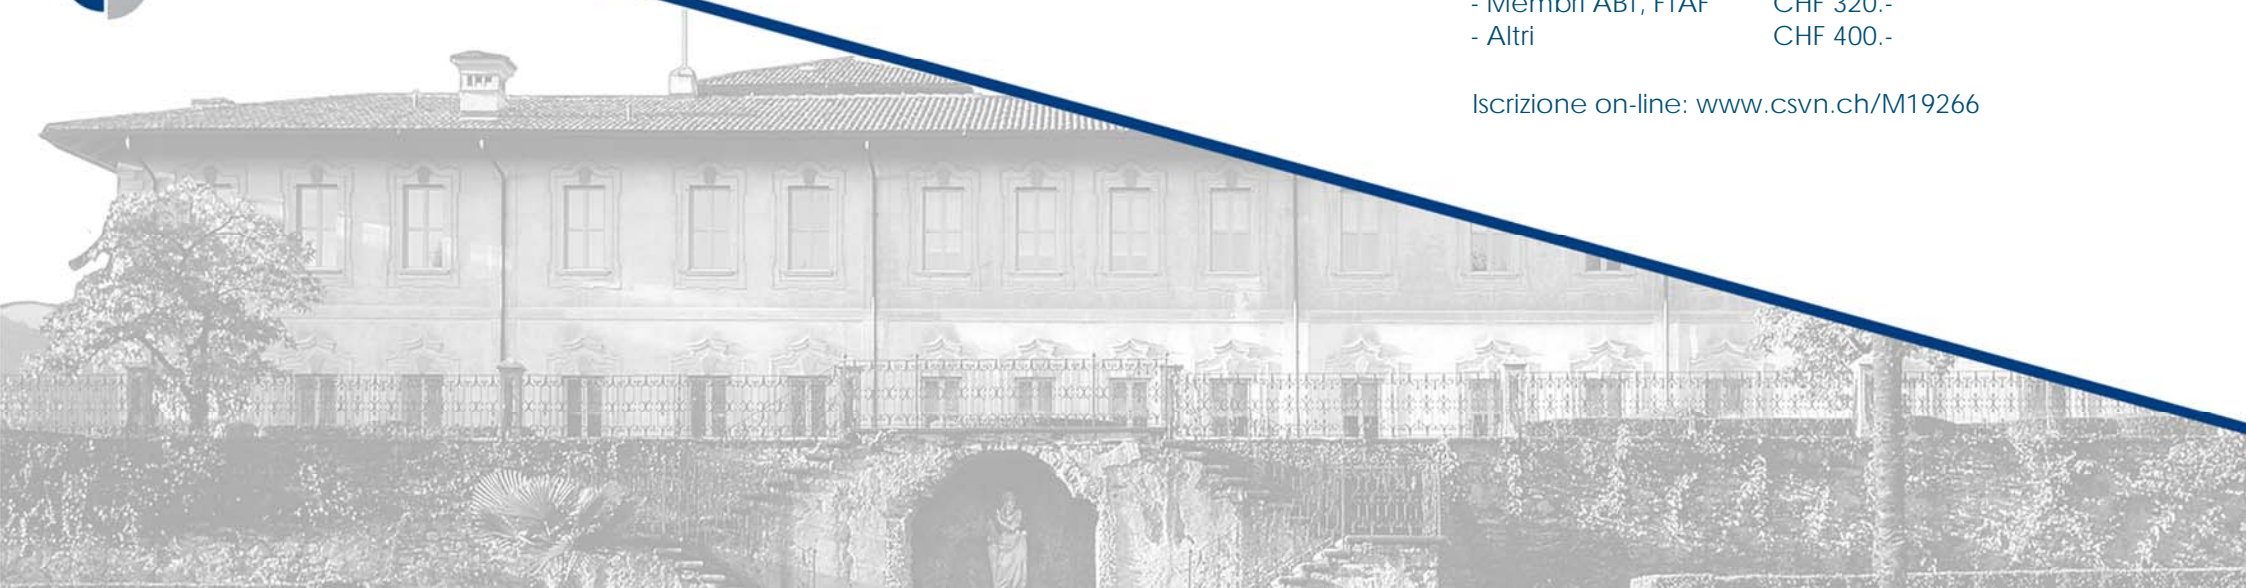 - Membri ABT, FTAF CHF 320.-
- Altri CHF 400.-
Iscrizione on-line: www.csvn.ch/M19266